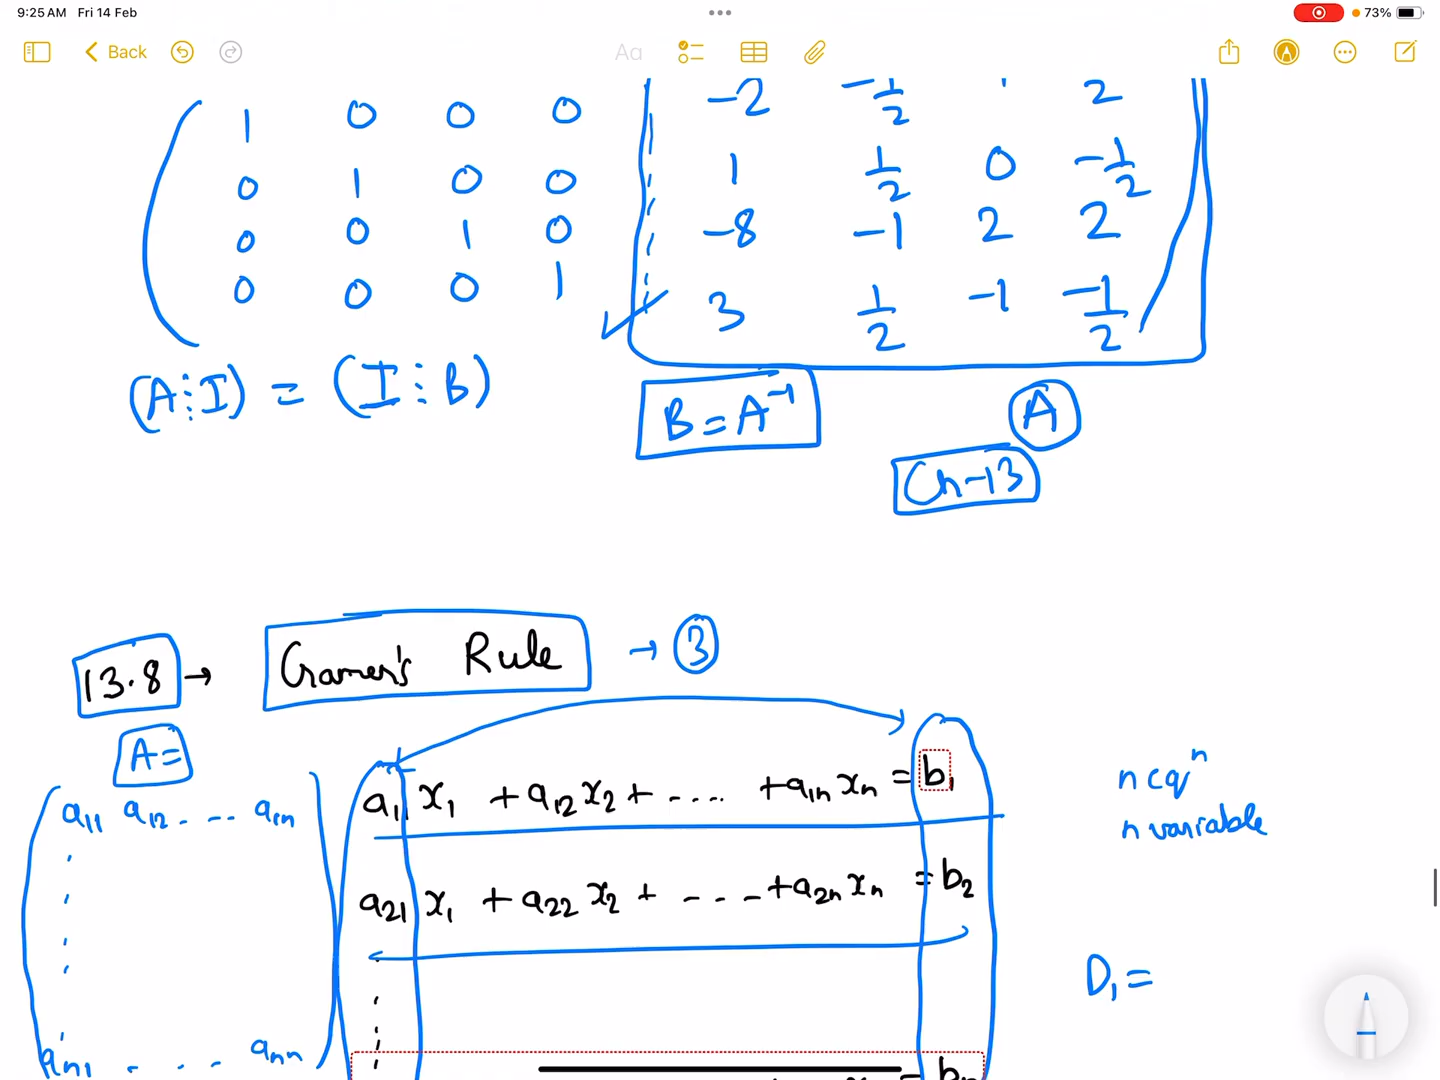 9:25 AM Fri 14 Feb
73%
Back
Aa
1 0 0 0 -2 -1/2 2
0 1 0 0 1 1/2 0 -1/2
0 0 1 0 -8 -1 2 2
0 0 0 1 3 1/2 -1 -1/2
(A⋮I) = (I⋮B)
B = A⁻¹
A
Ch-13
13.8 → Cramer's Rule → 3
A =
a₁₁ x₁ + a₁₂ x₂ + .... + a₁ₙ xₙ = b₁
n eqⁿ
n variable
a₁₁ a₁₂ . -- a₁ₙ
a₂₁ x₁ + a₂₂ x₂ + - - - + a₂ₙ xₙ = b₂
D₁ =
aₙ₁ - . . - aₙₙ